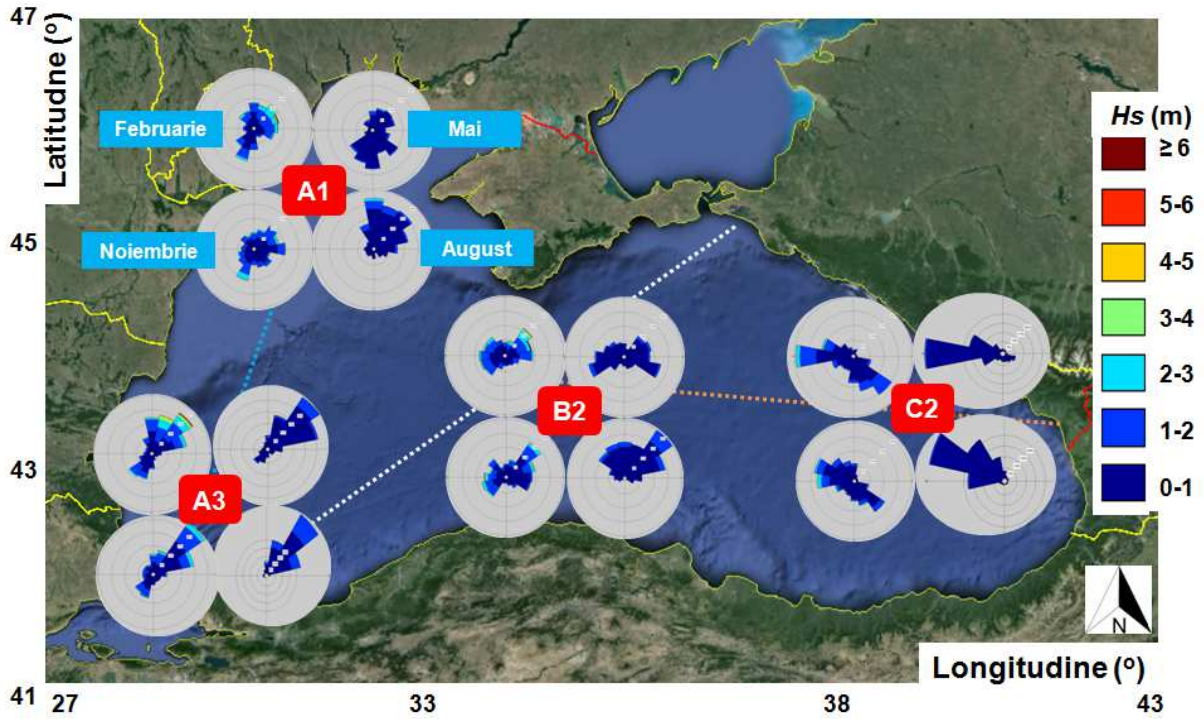 47
Latitudne (º)
Hs (m)
≥ 6
5-6
4-5
3-4
2-3
1-2
0-1
Februarie
Mai
A1
Noiembrie
August
45
B2
C2
43
A3
N
Longitudine (º)
41
27
33
38
43